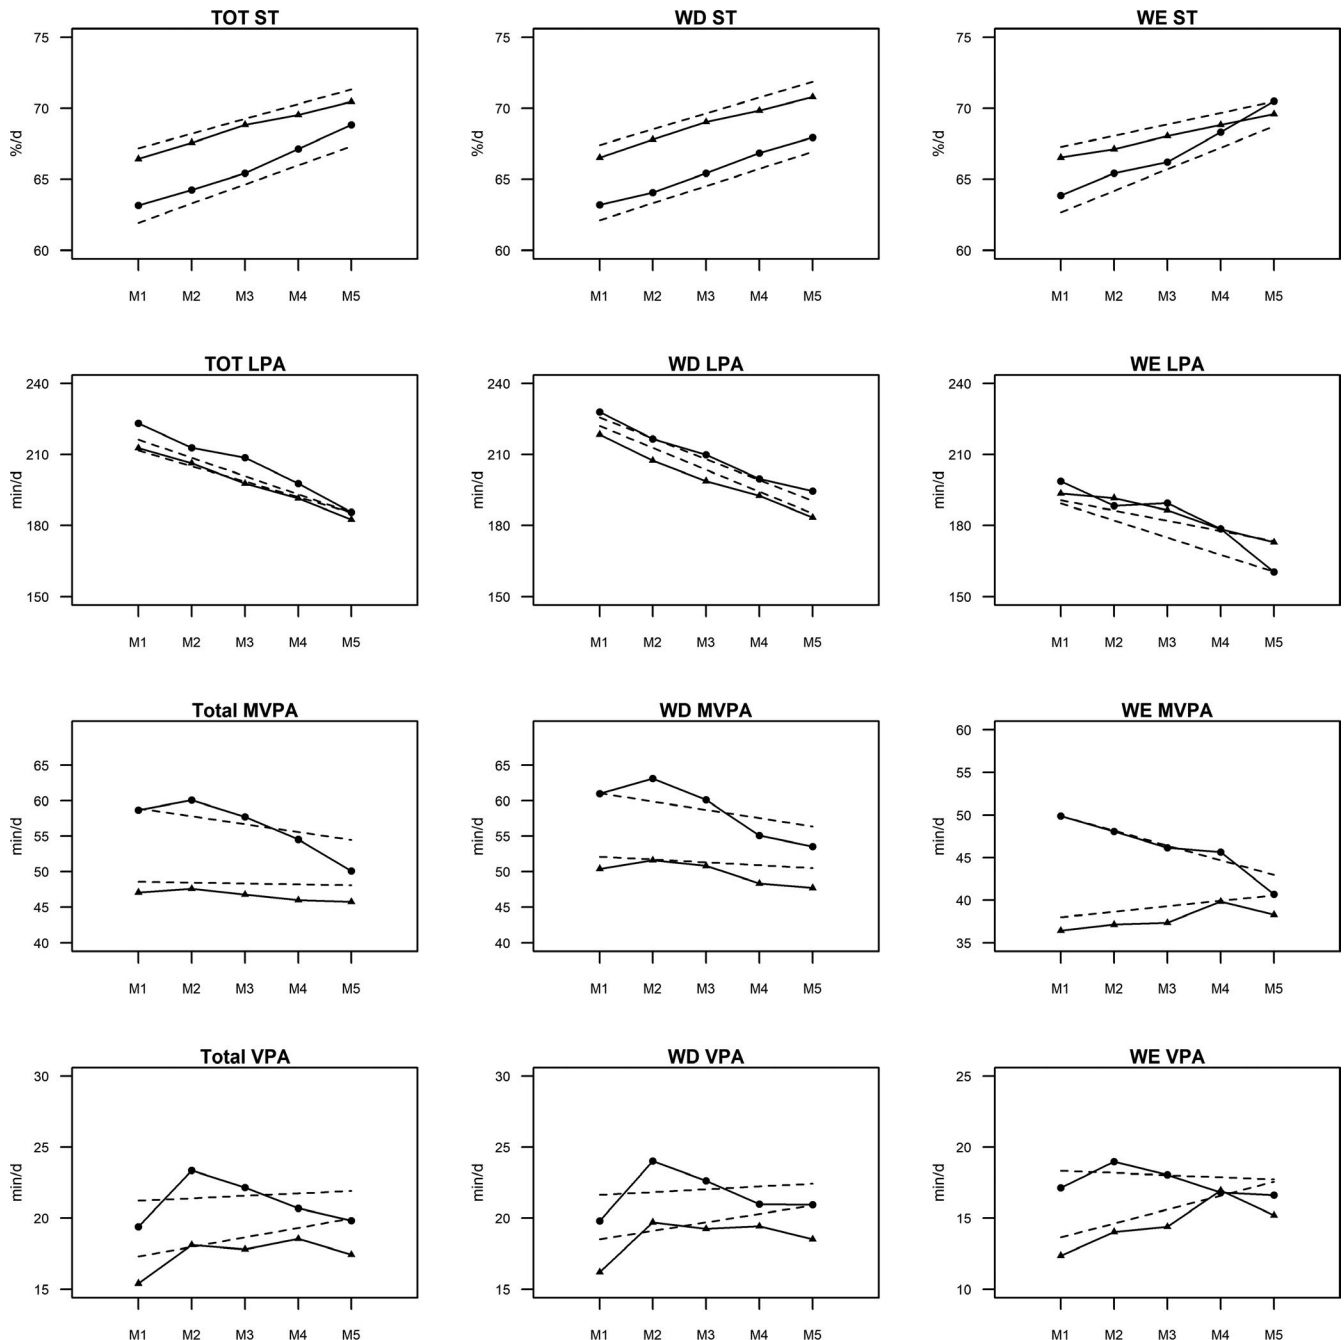 TOT ST
WD ST
WE ST
75
70
65
60
%/d
M1 M2 M3 M4 M5
75
70
65
60
%/d
M1 M2 M3 M4 M5
75
70
65
60
%/d
M1 M2 M3 M4 M5
TOT LPA
WD LPA
WE LPA
240
210
180
150
min/d
M1 M2 M3 M4 M5
240
210
180
150
min/d
M1 M2 M3 M4 M5
240
210
180
150
min/d
M1 M2 M3 M4 M5
Total MVPA
WD MVPA
WE MVPA
65
60
55
50
45
40
min/d
M1 M2 M3 M4 M5
65
60
55
50
45
40
min/d
M1 M2 M3 M4 M5
60
55
50
45
40
35
min/d
M1 M2 M3 M4 M5
Total VPA
WD VPA
WE VPA
30
25
20
15
min/d
M1 M2 M3 M4 M5
30
25
20
15
min/d
M1 M2 M3 M4 M5
25
20
15
10
min/d
M1 M2 M3 M4 M5